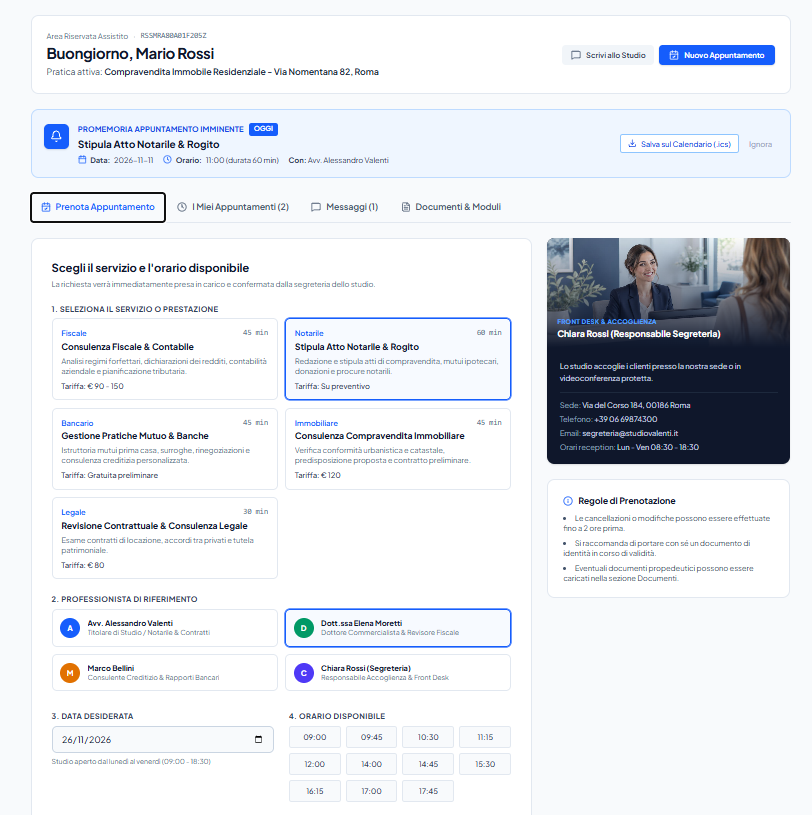 Area Riservata Assistito · RSSMRA80A01F205Z
Buongiorno, Mario Rossi
Pratica attiva: Compravendita Immobile Residenziale - Via Nomentana 82, Roma
Scrivi allo Studio
Nuovo Appuntamento
PROMEMORIA APPUNTAMENTO IMMINENTE OGGI
Stipula Atto Notarile & Rogito
Data: 2026-11-11 Orario: 11:00 (durata 60 min) Con: Avv. Alessandro Valenti
Salva sul Calendario (.ics)
Ignora
Prenota Appuntamento
I Miei Appuntamenti (2)
Messaggi (1)
Documenti & Moduli
Scegli il servizio e l'orario disponibile
La richiesta verrà immediatamente presa in carico e confermata dalla segreteria dello studio.
1. SELEZIONA IL SERVIZIO O PRESTAZIONE
Fiscale 45 min
Consulenza Fiscale & Contabile
Analisi regimi forfettari, dichiarazioni dei redditi, contabilità
aziendale e pianificazione tributaria.
Tariffa: € 90 - 150
Notarile 60 min
Stipula Atto Notarile & Rogito
Redazione e stipula atti di compravendita, mutui ipotecari,
donazioni e procure notarili.
Tariffa: Su preventivo
Bancario 45 min
Gestione Pratiche Mutuo & Banche
Istruttoria mutui prima casa, surroghe, rinegoziazioni e
consulenza creditizia personalizzata.
Tariffa: Gratuita preliminare
Immobiliare 45 min
Consulenza Compravendita Immobiliare
Verifica conformità urbanistica e catastale,
predisposizione proposta e contratto preliminare.
Tariffa: € 120
Legale 30 min
Revisione Contrattuale & Consulenza Legale
Esame contratti di locazione, accordi tra privati e tutela
patrimoniale.
Tariffa: € 80
2. PROFESSIONISTA DI RIFERIMENTO
A
Avv. Alessandro Valenti
Titolare di Studio / Notarile & Contratti
D
Dott.ssa Elena Moretti
Dottore Commercialista & Revisore Fiscale
M
Marco Bellini
Consulente Creditizio & Rapporti Bancari
C
Chiara Rossi (Segreteria)
Responsabile Accoglienza & Front Desk
3. DATA DESIDERATA
26/11/2026
Studio aperto dal lunedì al venerdì (09:00 - 18:30)
4. ORARIO DISPONIBILE
09:00 09:45 10:30 11:15
12:00 14:00 14:45 15:30
16:15 17:00 17:45
FRONT DESK & ACCOGLIENZA
Chiara Rossi (Responsabile Segreteria)
Lo studio accoglie i clienti presso la nostra sede o in
videoconferenza protetta.
Sede: Via del Corso 184, 00186 Roma
Telefono: +39 06 69874300
Email: segreteria@studiovalenti.it
Orari reception: Lun - Ven 08:30 - 18:30
Regole di Prenotazione
• Le cancellazioni o modifiche possono essere effettuate
fino a 2 ore prima.
• Si raccomanda di portare con sé un documento di
identità in corso di validità.
• Eventuali documenti propedeutici possono essere
caricati nella sezione Documenti.